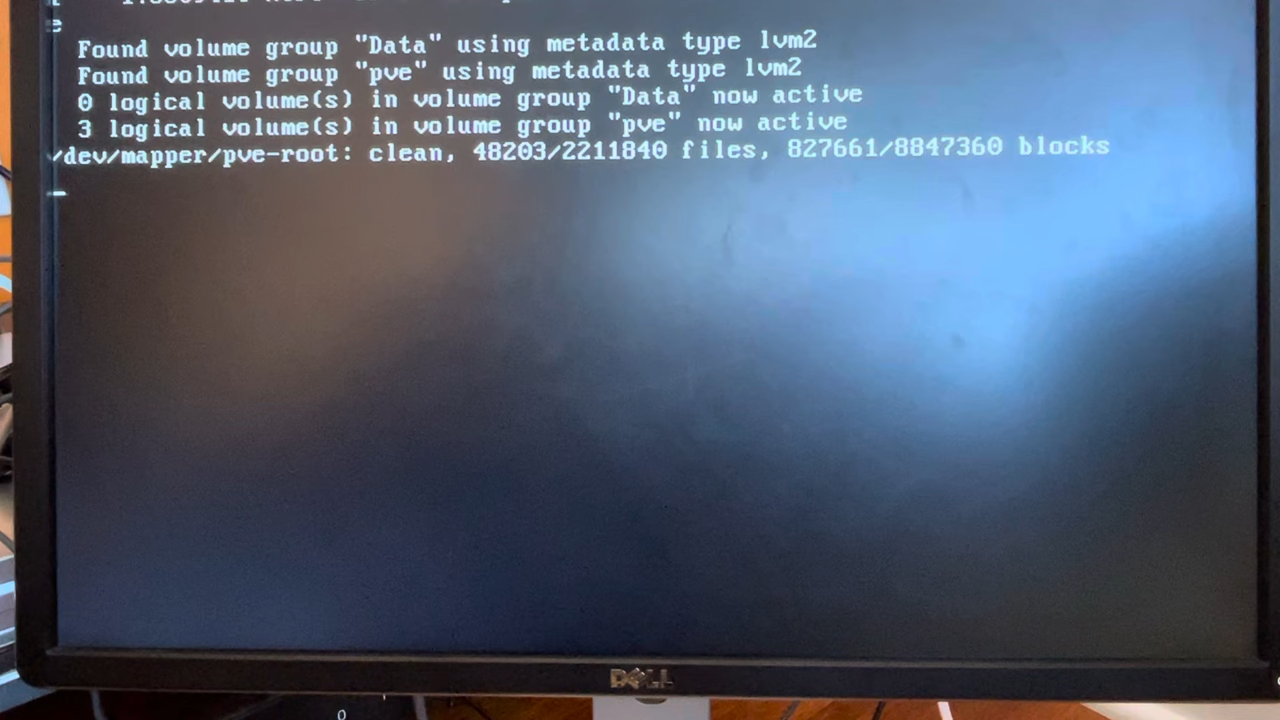 Found volume group "Data" using metadata type lvm2
Found volume group "pve" using metadata type lvm2
0 logical volume(s) in volume group "Data" now active
3 logical volume(s) in volume group "pve" now active
/dev/mapper/pve-root: clean, 48203/2211840 files, 827661/8847360 blocks
DELL